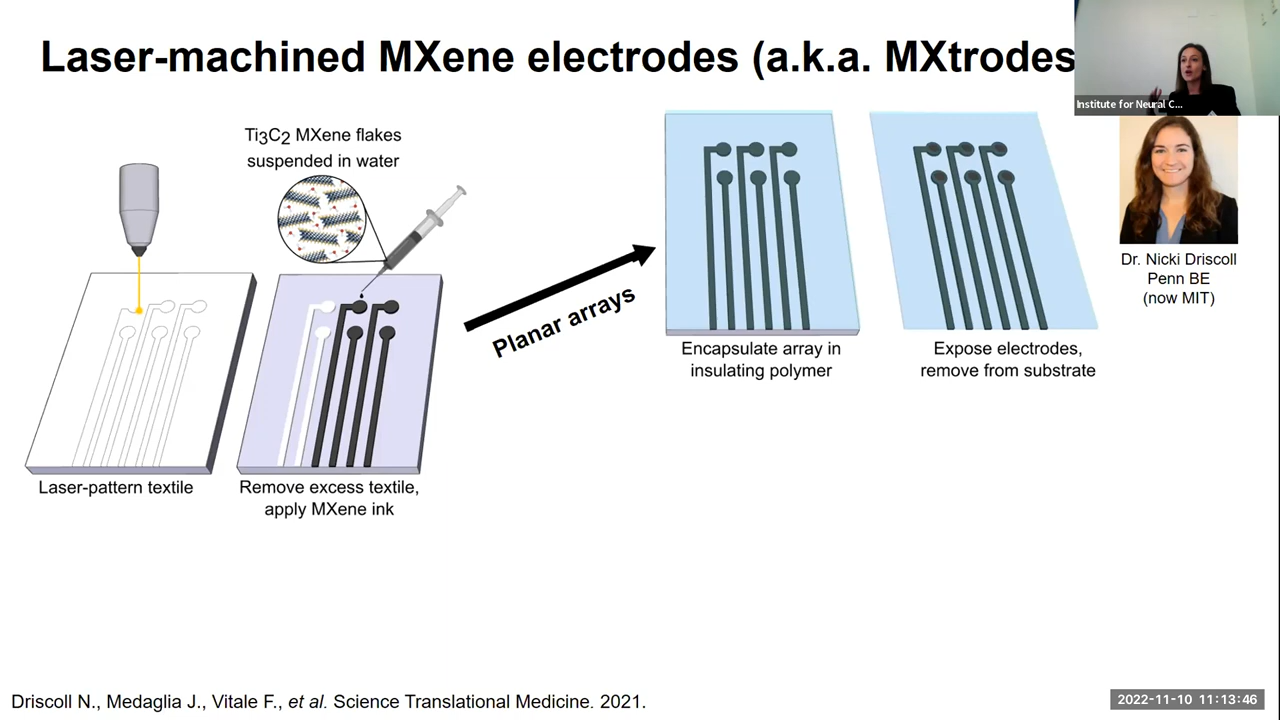 Laser-machined MXene electrodes (a.k.a. MXtrodes
Institute for Neural C...
Ti3C2 MXene flakes
suspended in water
Planar arrays
Dr. Nicki Driscoll
Penn BE
(now MIT)
Encapsulate array in
insulating polymer
Expose electrodes,
remove from substrate
Laser-pattern textile
Remove excess textile,
apply MXene ink
Driscoll N., Medaglia J., Vitale F., et al. Science Translational Medicine. 2021.
2022-11-10 11:13:46